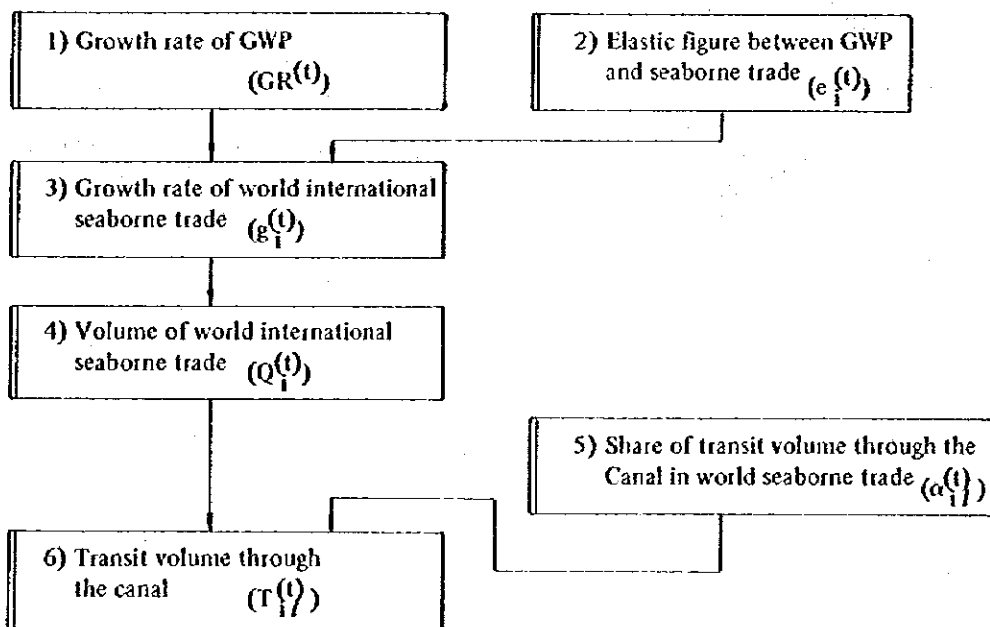 1) Growth rate of GWP
(GR(t))
2) Elastic figure between GWP
and seaborne trade (e i(t))
3) Growth rate of world international
seaborne trade (g i(t))
4) Volume of world international
seaborne trade (Q i(t))
5) Share of transit volume through the
Canal in world seaborne trade (α i(t))
6) Transit volume through
the canal (T i(t))